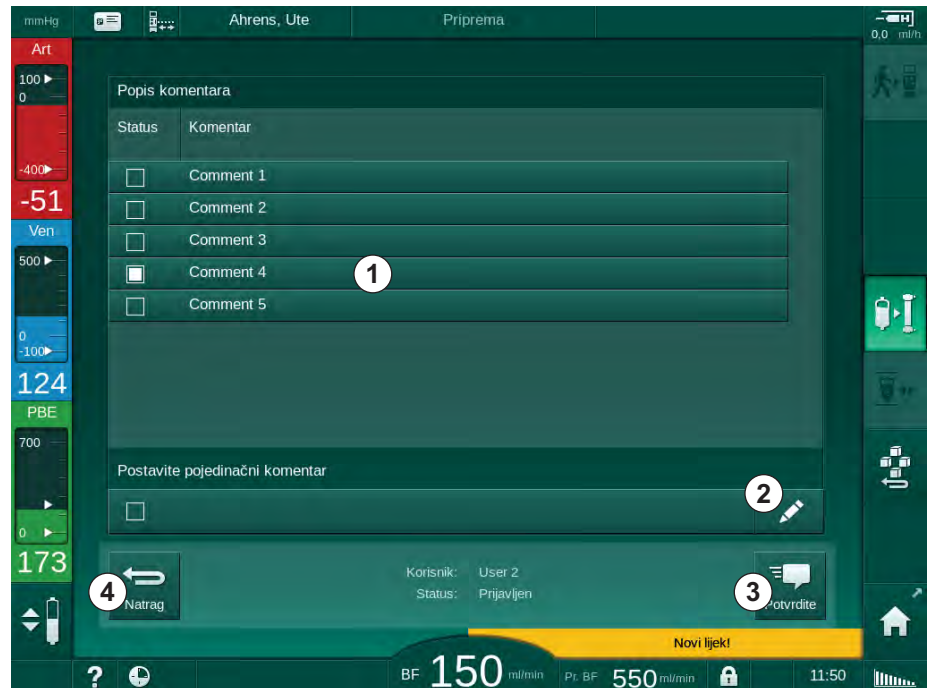 mmHg Ahrens, Ute Priprema 0,0 ml/h
Art
100
0
-400
-51
Ven
500
0
-100
124
PBE
700
0
173
Popis komentara
Status Komentar
Comment 1
Comment 2
Comment 3
Comment 4 1
Comment 5
Postavite pojedinačni komentar
2
4 Natrag
Korisnik: User 2
Status: Prijavljen
3 Potvrdite
Novi lijek!
? BF 150 ml/min Pr. BF 550 ml/min 11:50